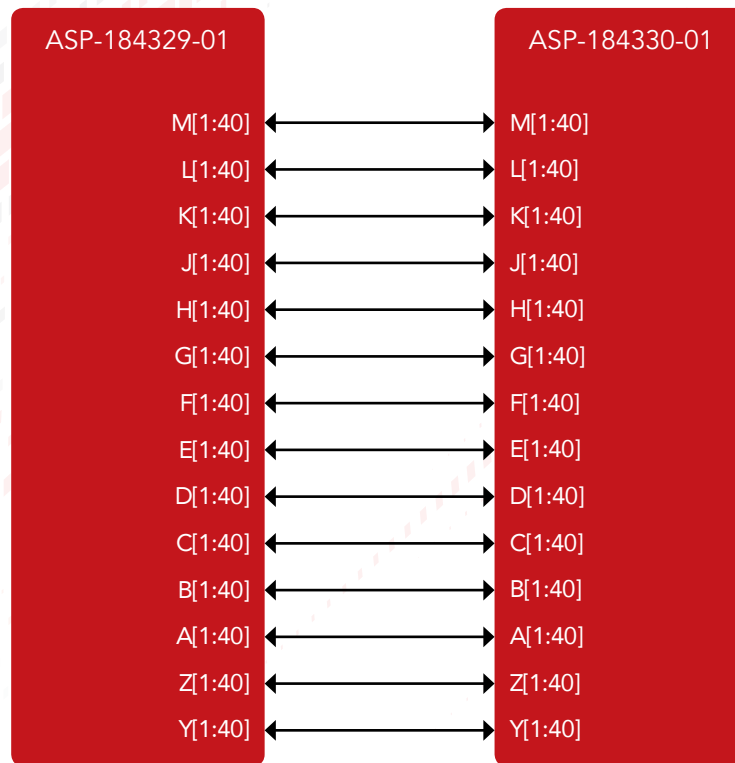 ASP-184329-01 ASP-184330-01
M[1:40] M[1:40]
L[1:40] L[1:40]
K[1:40] K[1:40]
J[1:40] J[1:40]
H[1:40] H[1:40]
G[1:40] G[1:40]
F[1:40] F[1:40]
E[1:40] E[1:40]
D[1:40] D[1:40]
C[1:40] C[1:40]
B[1:40] B[1:40]
A[1:40] A[1:40]
Z[1:40] Z[1:40]
Y[1:40] Y[1:40]